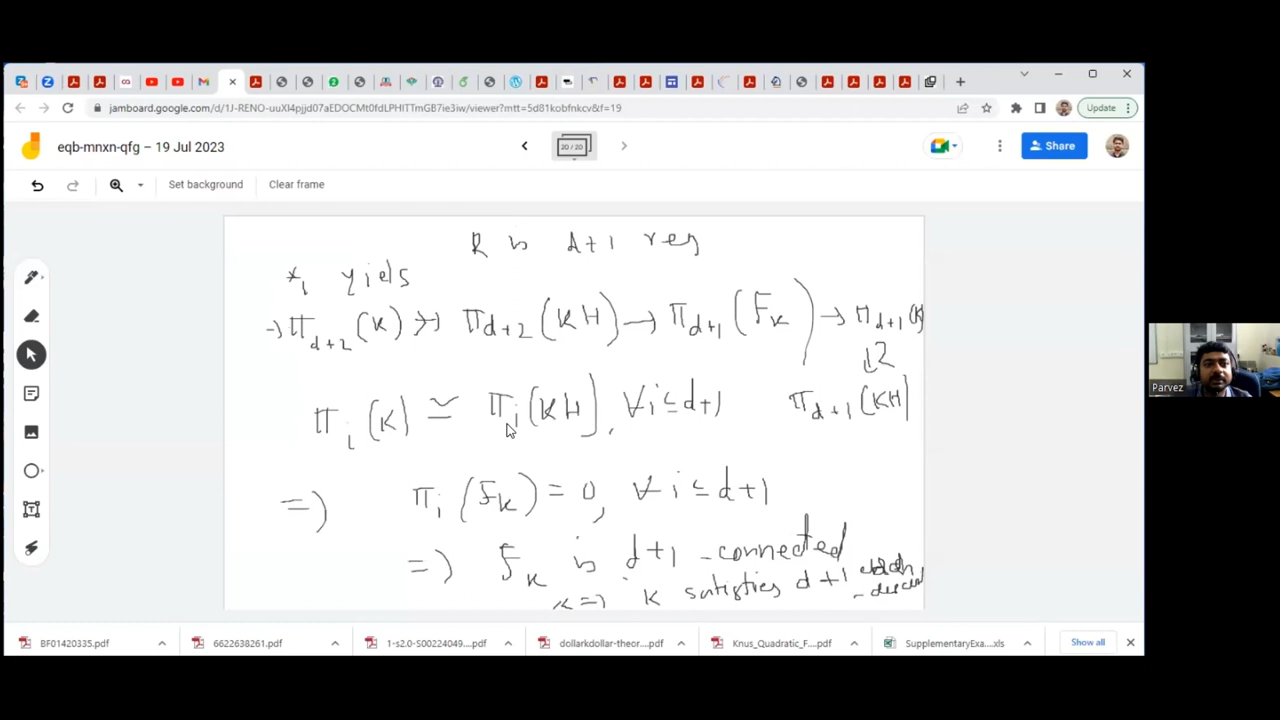 jamboard.google.com/d/1J-RENO-uuXl4pjjd07aEDOCMt0fdLPHITTmGB7ie3iw/viewer?mtt=5d81kobfnkcv&f=19
Update
eqb-mnxn-qfg – 19 Jul 2023
20 / 20
Share
Set background
Clear frame
R is d+1 reg
*₁ yiels
→ π_{d+2}(K) → π_{d+2}(KH) → π_{d+1}(F_K) → π_{d+1}(K)
↓2
π_i(K) ≃ π_i(KH), ∀ i ≤ d+1 π_{d+1}(KH)
=) π_i(F_K) = 0, ∀ i ≤ d+1
=) F_K is d+1 -connected
K satisfies d+1
Parvez
BF01420335.pdf
6622638261.pdf
1-s2.0-S00224049....pdf
dollarkdollar-theor....pdf
Knus_Quadratic_F....pdf
SupplementaryExa....xls
Show all